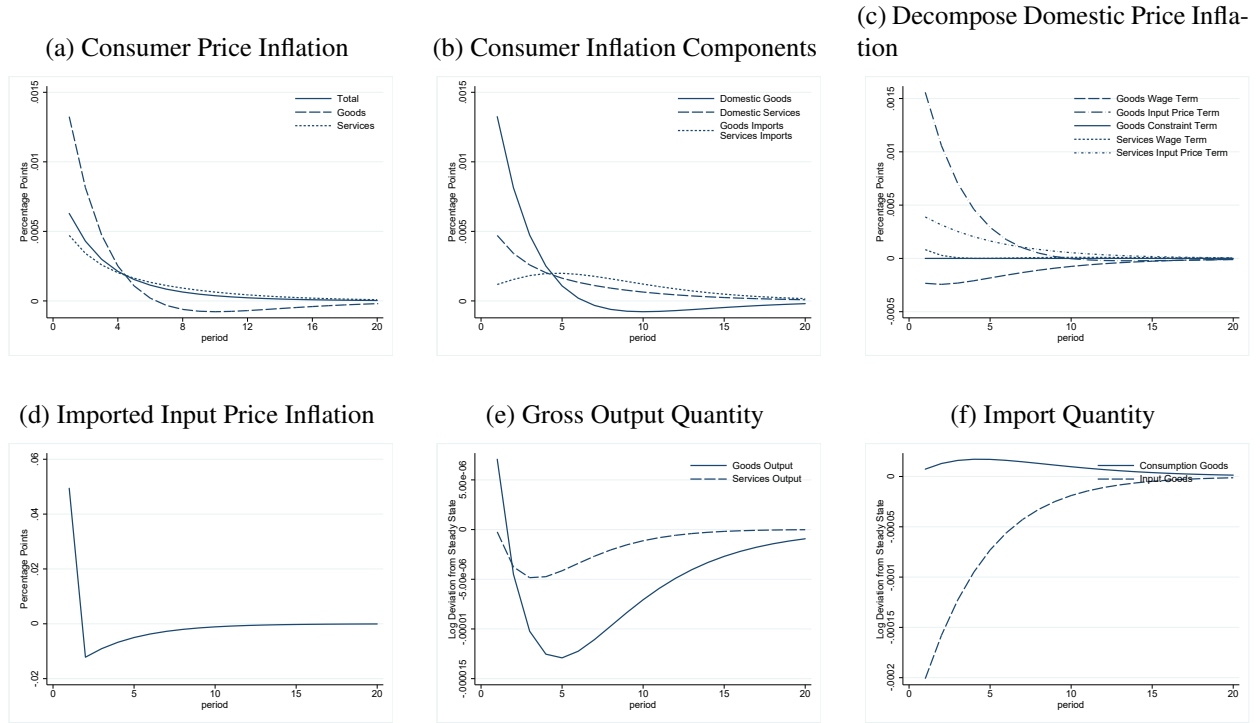 (a) Consumer Price Inflation
Percentage Points
.0015
.001
.0005
0
Total
Goods
Services
0 4 8 12 16 20
period
(b) Consumer Inflation Components
Percentage Points
.0015
.001
.0005
0
Domestic Goods
Domestic Services
Goods Imports
Services Imports
0 5 10 15 20
period
(c) Decompose Domestic Price Infla-
tion
Percentage Points
.0015
.001
.0005
0
-.0005
Goods Wage Term
Goods Input Price Term
Goods Constraint Term
Services Wage Term
Services Input Price Term
0 5 10 15 20
period
(d) Imported Input Price Inflation
Percentage Points
.06
.04
.02
0
-.02
0 5 10 15 20
period
(e) Gross Output Quantity
Log Deviation from Steady State
5.00e-06
0
-5.00e-06
-.00001
-.000015
Goods Output
Services Output
0 5 10 15 20
period
(f) Import Quantity
Log Deviation from Steady State
0
-.00005
-.0001
-.00015
-.0002
Consumption Goods
Input Goods
0 5 10 15 20
period